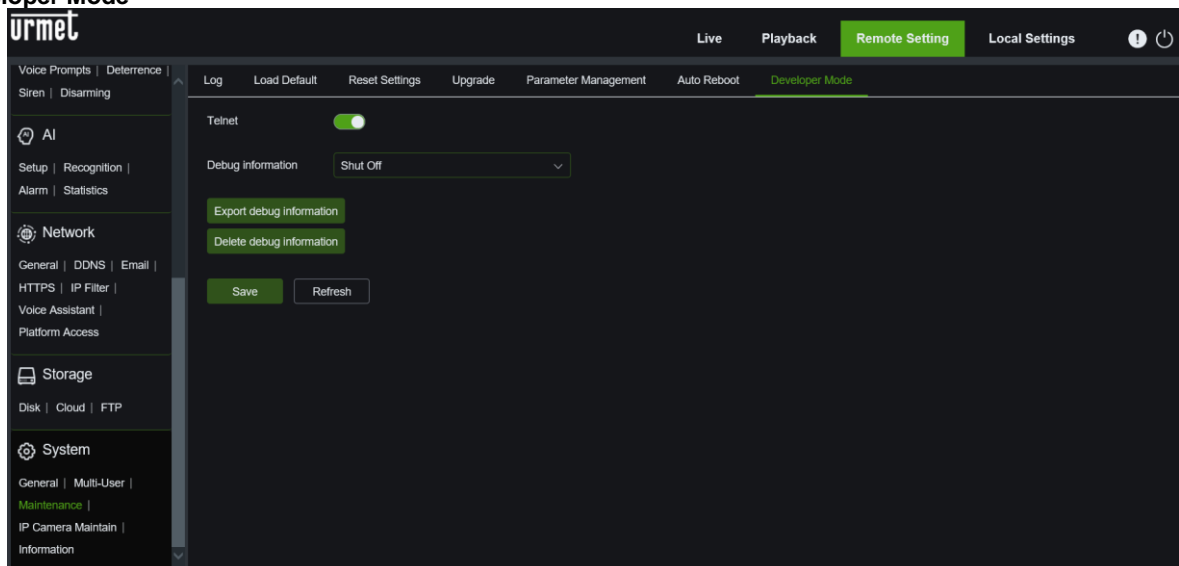 urmet
Live Playback Remote Setting Local Settings
Voice Prompts | Deterrence |
Siren | Disarming
AI
Setup | Recognition |
Alarm | Statistics
Network
General | DDNS | Email |
HTTPS | IP Filter |
Voice Assistant |
Platform Access
Storage
Disk | Cloud | FTP
System
General | Multi-User |
Maintenance |
IP Camera Maintain |
Information
Log Load Default Reset Settings Upgrade Parameter Management Auto Reboot Developer Mode
Telnet
Debug information Shut Off
Export debug information
Delete debug information
Save Refresh